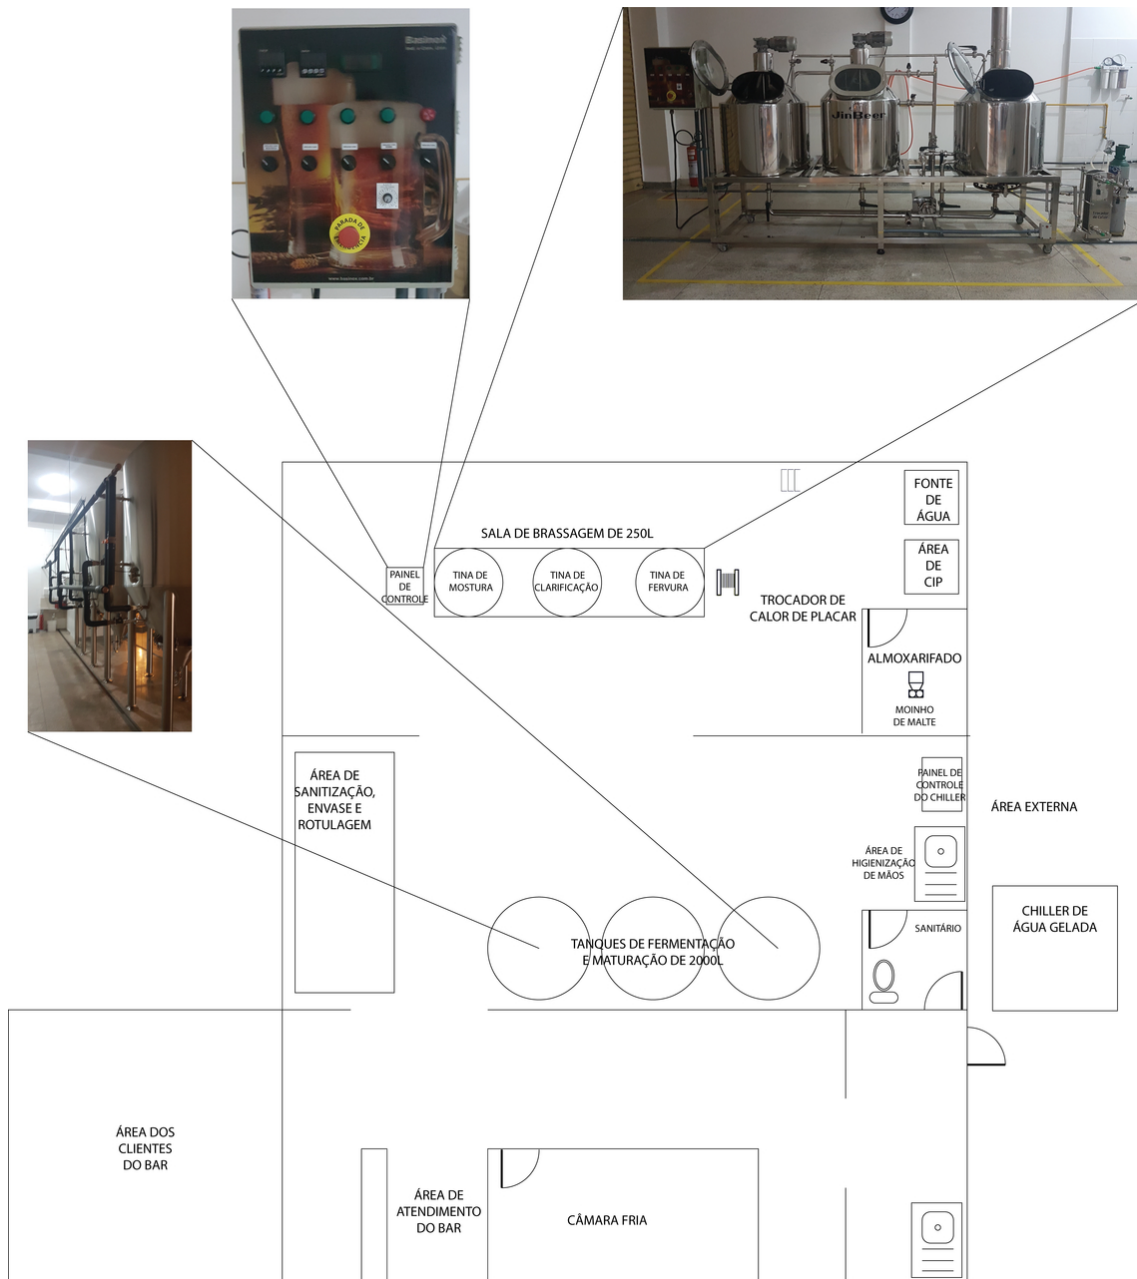 Basinox
PARADA DE
JinBeer
FONTE
DE
ÁGUA
SALA DE BRASSAGEM DE 250L
ÁREA
DE
CIP
PAINEL
DE
CONTROLE
TINA DE
MOSTURA
TINA DE
CLARIFICAÇÃO
TINA DE
FERVURA
TROCADOR DE
CALOR DE PLACAR
ALMOXARIFADO
MOINHO
DE MALTE
ÁREA DE
SANITIZAÇÃO,
ENVASE E
ROTULAGEM
PAINEL DE
CONTROLE
DO CHILLER
ÁREA EXTERNA
ÁREA DE
HIGIENIZAÇÃO
DE MÃOS
CHILLER DE
ÁGUA GELADA
SANITÁRIO
TANQUES DE FERMENTAÇÃO
E MATURAÇÃO DE 2000L
ÁREA DOS
CLIENTES
DO BAR
ÁREA DE
ATENDIMENTO
DO BAR
CÂMARA FRIA